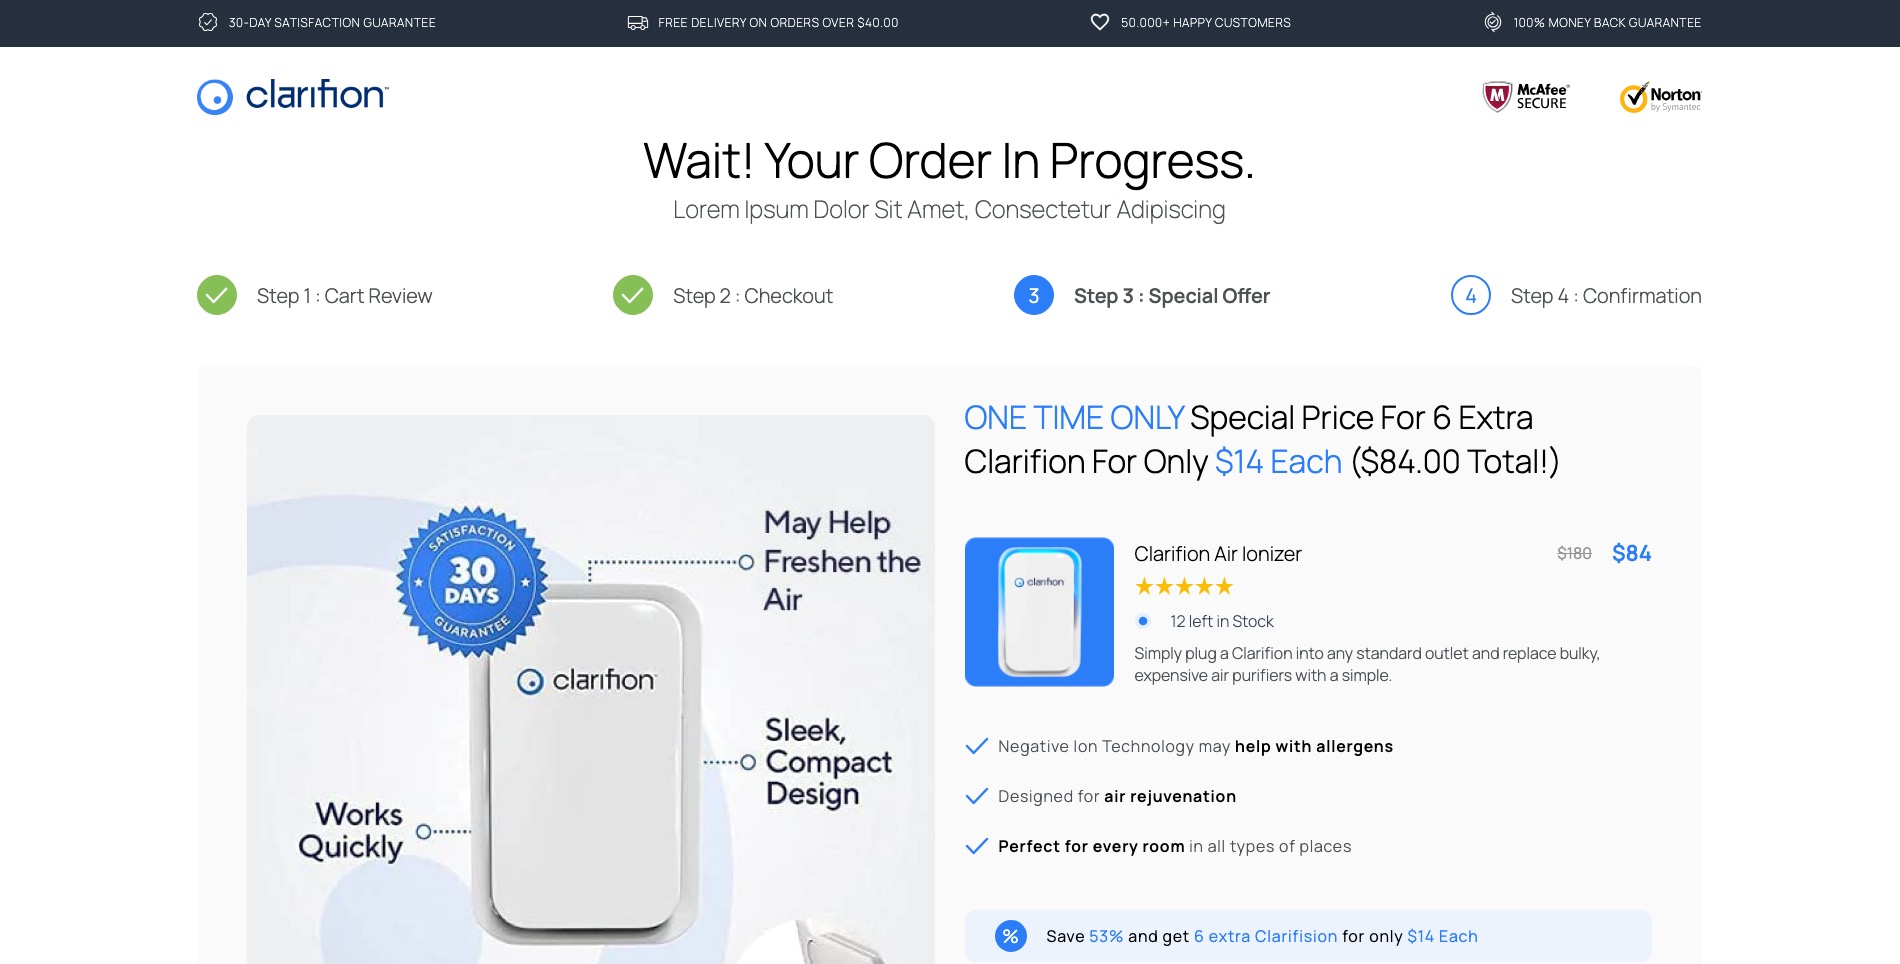 30-DAY SATISFACTION GUARANTEE
FREE DELIVERY ON ORDERS OVER $40.00
50.000+ HAPPY CUSTOMERS
100% MONEY BACK GUARANTEE
clarifion™
McAfee®
SECURE
Norton
by Symantec
Wait! Your Order In Progress.
Lorem Ipsum Dolor Sit Amet, Consectetur Adipiscing
Step 1 : Cart Review
Step 2 : Checkout
3
Step 3 : Special Offer
4
Step 4 : Confirmation
SATISFACTION
30
DAYS
GUARANTEE
May Help
Freshen the
Air
clarifion
Sleek,
Compact
Design
Works
Quickly
ONE TIME ONLY Special Price For 6 Extra
Clarifion For Only $14 Each ($84.00 Total!)
clarifion
Clarifion Air Ionizer
$180 $84
12 left in Stock
Simply plug a Clarifion into any standard outlet and replace bulky,
expensive air purifiers with a simple.
Negative Ion Technology may help with allergens
Designed for air rejuvenation
Perfect for every room in all types of places
% Save 53% and get 6 extra Clarifision for only $14 Each